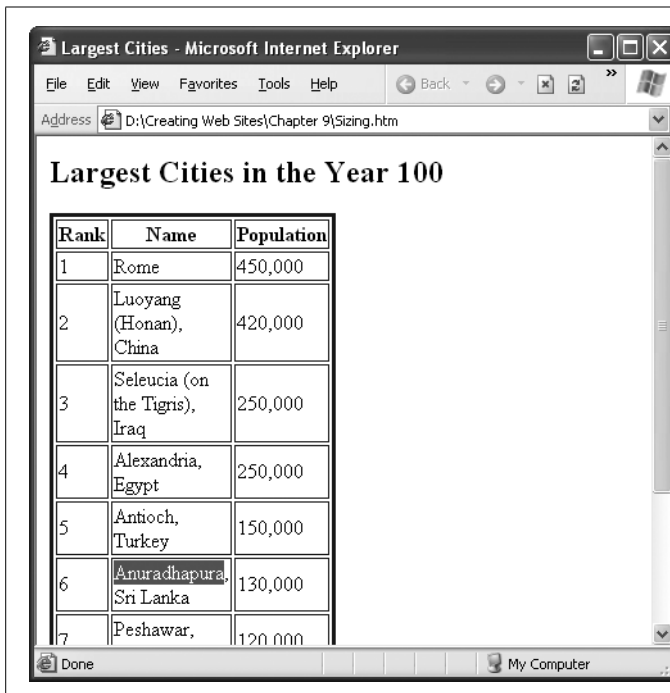 Largest Cities - Microsoft Internet Explorer
File Edit View Favorites Tools Help Back »
Address D:\Creating Web Sites\Chapter 9\Sizing.htm
Largest Cities in the Year 100
Rank Name Population
1 Rome 450,000
2 Luoyang (Honan), China 420,000
3 Seleucia (on the Tigris), Iraq 250,000
4 Alexandria, Egypt 250,000
5 Antioch, Turkey 150,000
6 Anuradhapura, Sri Lanka 130,000
7 Peshawar, 120,000
Done My Computer